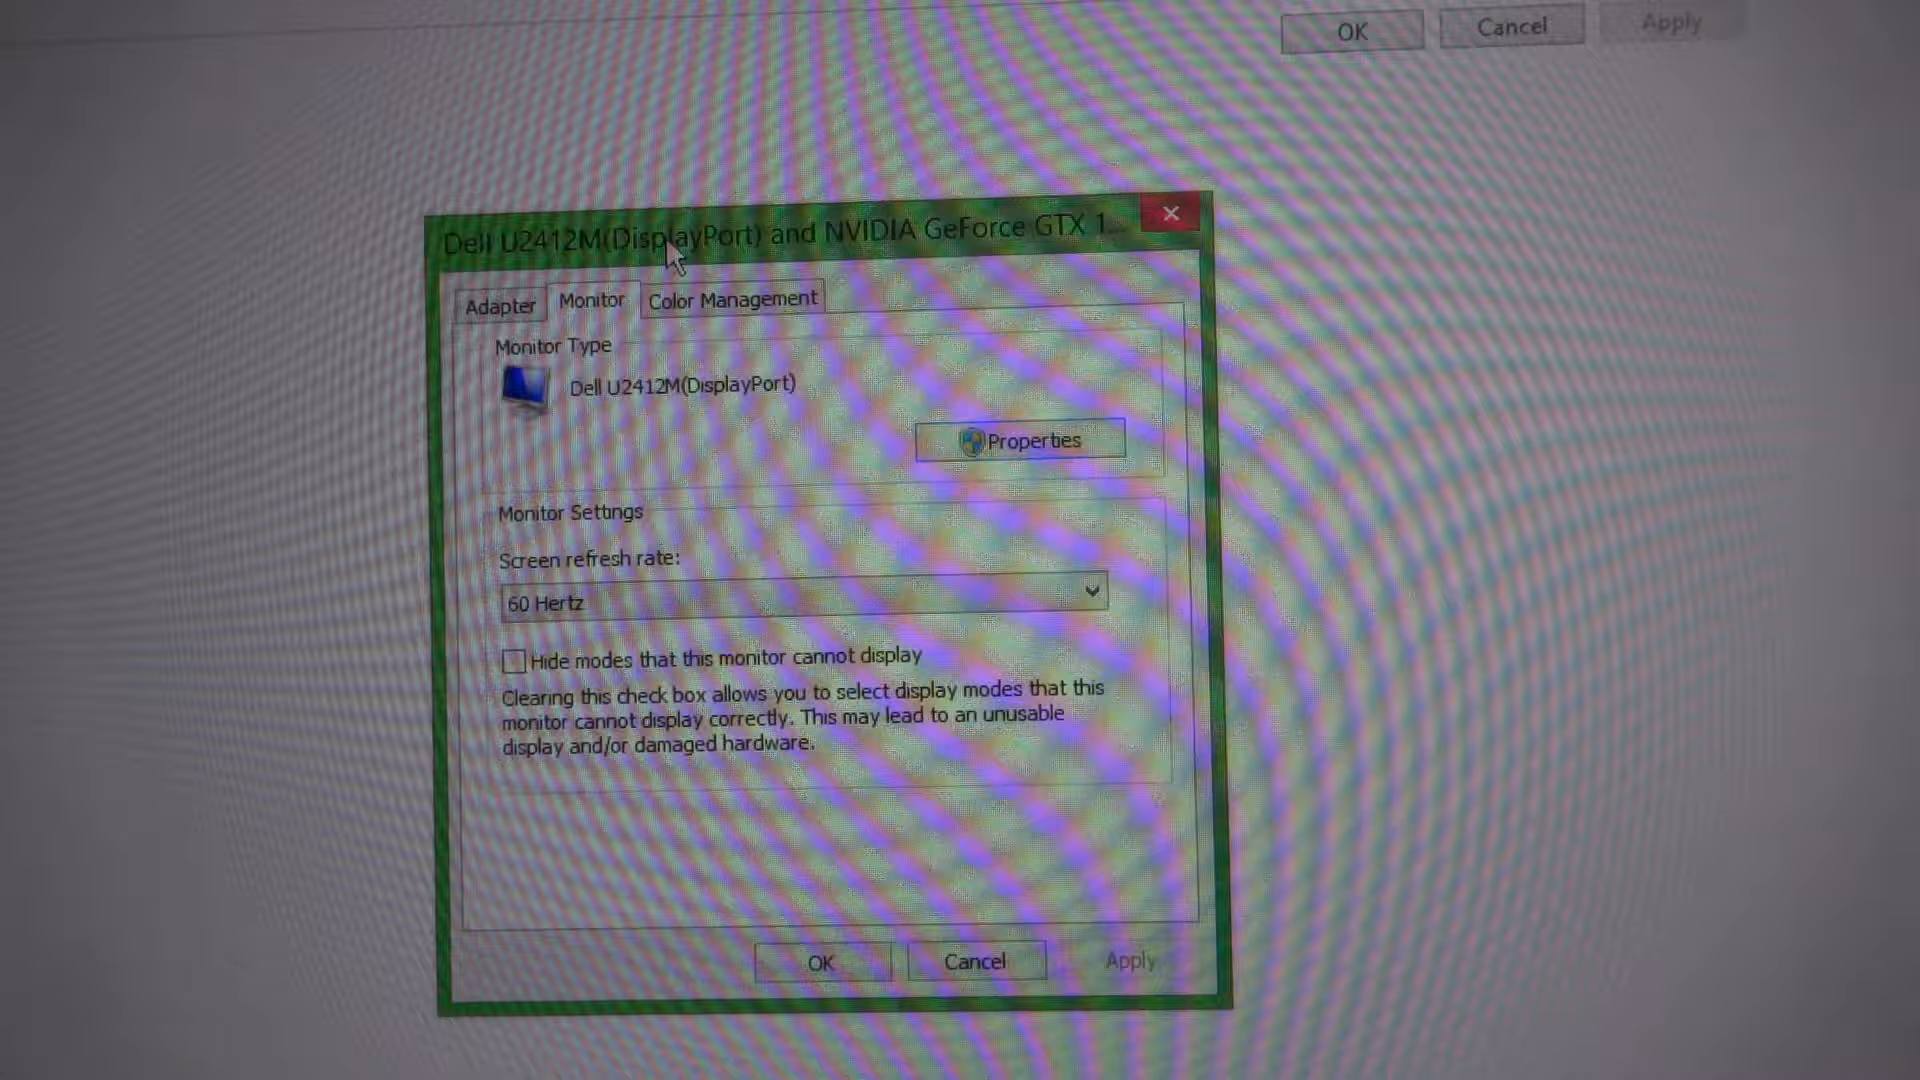 OK Cancel Apply
Dell U2412M(DisplayPort) and NVIDIA GeForce GTX 1...
Adapter Monitor Color Management
Monitor Type
Dell U2412M(DisplayPort)
Properties
Monitor Settings
Screen refresh rate:
60 Hertz
Hide modes that this monitor cannot display
Clearing this check box allows you to select display modes that this
monitor cannot display correctly. This may lead to an unusable
display and/or damaged hardware.
OK Cancel Apply